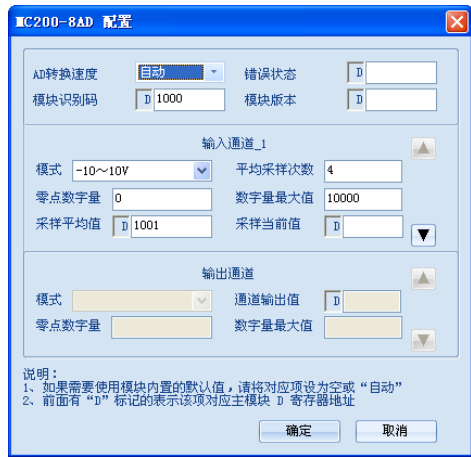 MC200-8AD 配置
AD转换速度 自动 错误状态 D
模块识别码 D 1000 模块版本 D
输入通道_1
模式 -10～10V 平均采样次数 4
零点数字量 0 数字量最大值 10000
采样平均值 D 1001 采样当前值 D
输出通道
模式 通道输出值 D
零点数字量 数字量最大值
说明：
1、如果需要使用模块内置的默认值，请将对应项设为空或“自动”
2、前面有“D”标记的表示该项对应主模块 D 寄存器地址
确定 取消